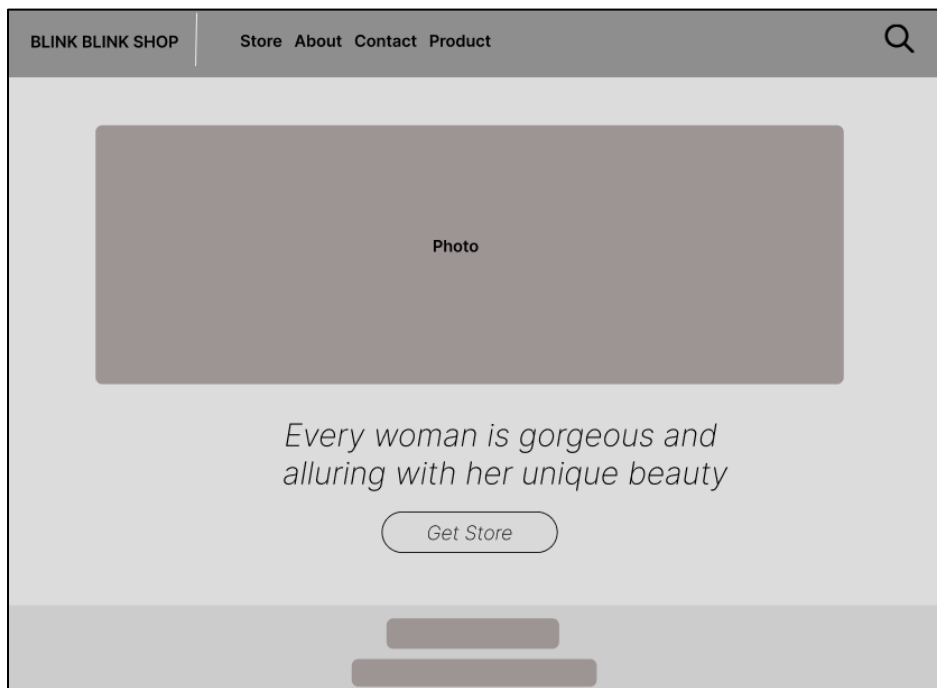 BLINK BLINK SHOP
Store About Contact Product
Photo
Every woman is gorgeous and
alluring with her unique beauty
Get Store